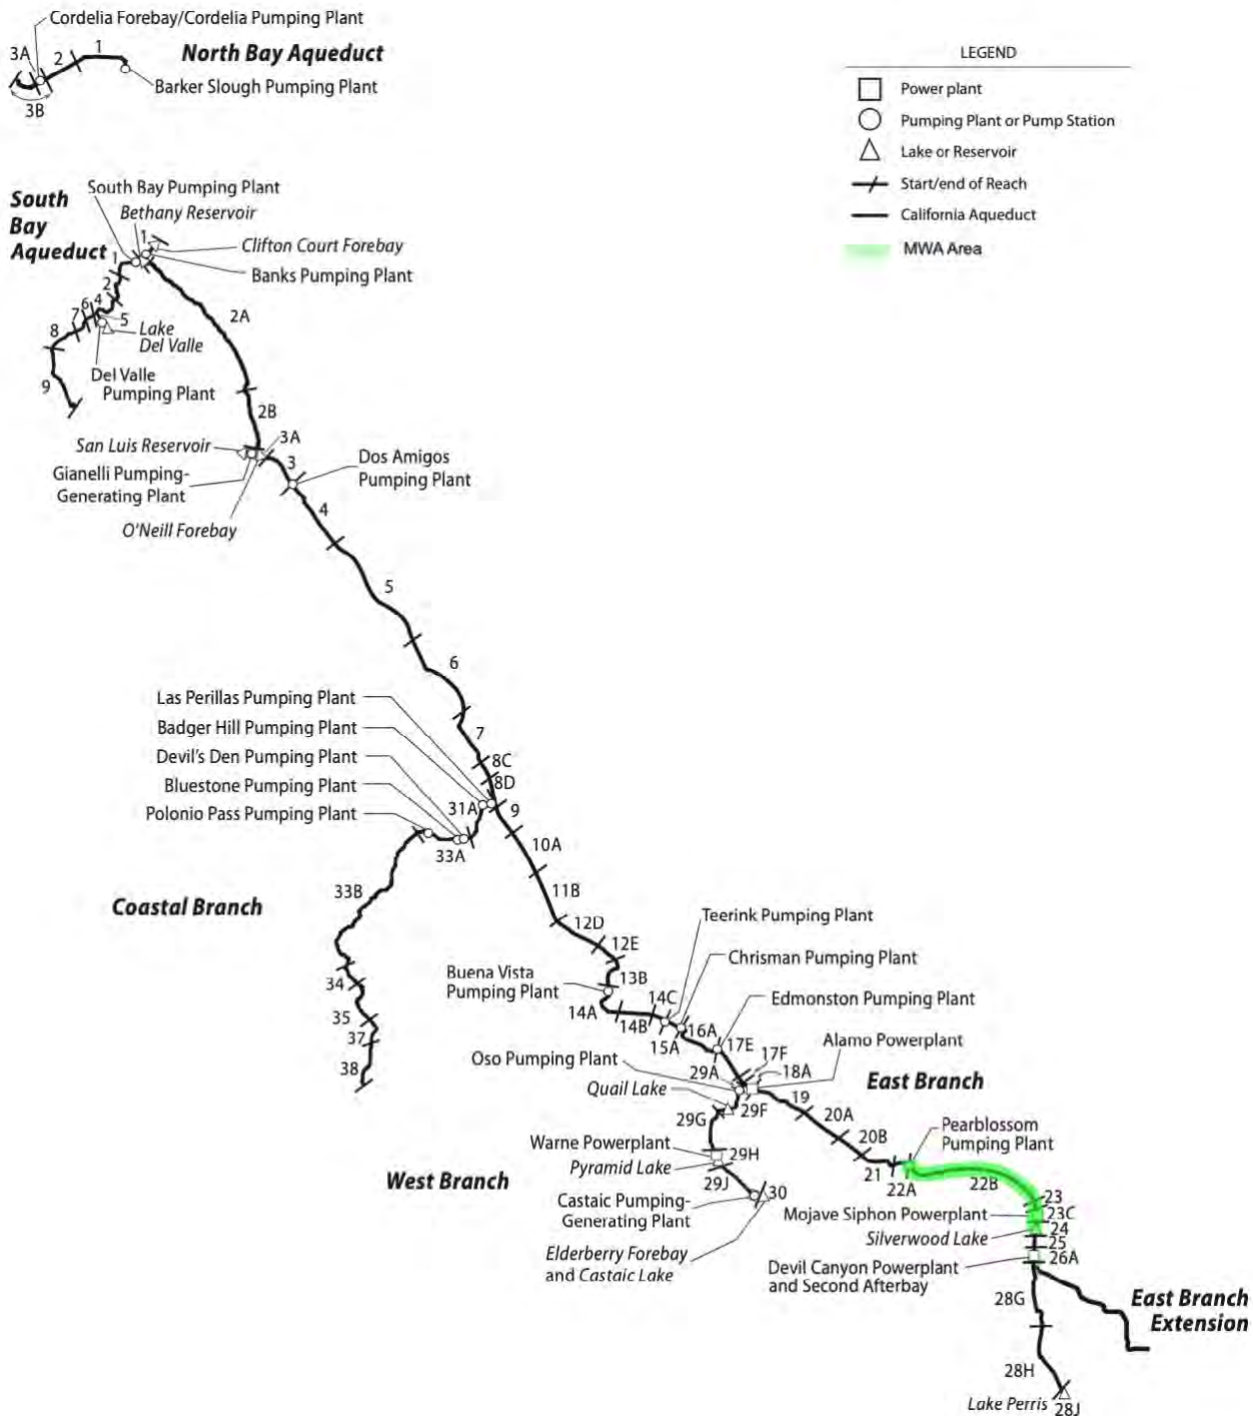 Cordelia Forebay/Cordelia Pumping Plant
3A
2
1
North Bay Aqueduct
Barker Slough Pumping Plant
3B
LEGEND
Power plant
Pumping Plant or Pump Station
Lake or Reservoir
Start/end of Reach
California Aqueduct
MWA Area
South Bay Pumping Plant
South
Bay
Aqueduct
Bethany Reservoir
1
Clifton Court Forebay
Banks Pumping Plant
1
2
4
6
7
5
8
9
Lake
Del Valle
Del Valle
Pumping Plant
2A
2B
San Luis Reservoir
3A
Gianelli Pumping-
Generating Plant
3
Dos Amigos
Pumping Plant
O'Neill Forebay
4
5
6
Las Perillas Pumping Plant
Badger Hill Pumping Plant
7
Devil's Den Pumping Plant
8C
Bluestone Pumping Plant
8D
Polonio Pass Pumping Plant
31A
9
33A
10A
33B
11B
Coastal Branch
12D
Teerink Pumping Plant
12E
Chrisman Pumping Plant
Buena Vista
Pumping Plant
13B
34
14A
14B
14C
Edmonston Pumping Plant
35
15A
16A
37
17E
Alamo Powerplant
38
Oso Pumping Plant
17F
29A
18A
East Branch
Quail Lake
29F
19
29G
20A
20B
Pearblossom
Pumping Plant
Warne Powerplant
29H
Pyramid Lake
21
22A
22B
West Branch
29J
30
Castaic Pumping-
Generating Plant
23
Mojave Siphon Powerplant
23C
24
Silverwood Lake
25
Elderberry Forebay
and Castaic Lake
26A
Devil Canyon Powerplant
and Second Afterbay
28G
East Branch
Extension
28H
Lake Perris
28J